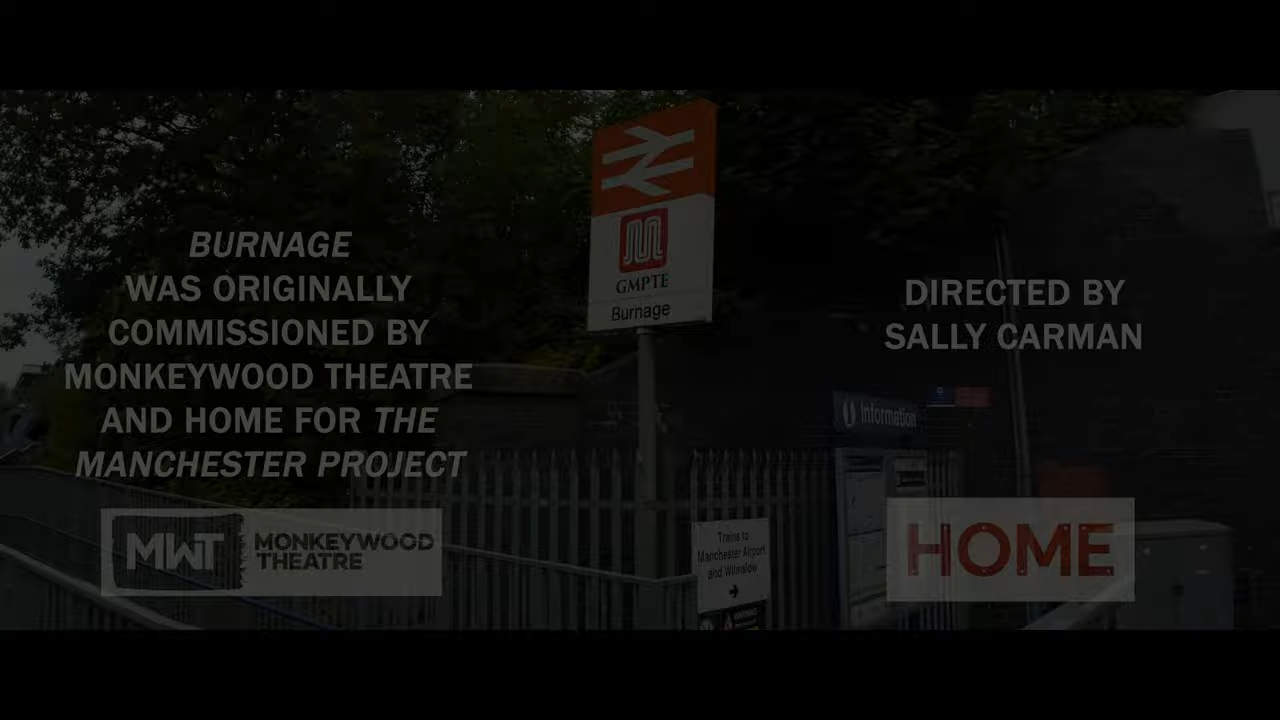 BURNAGE
WAS ORIGINALLY
COMMISSIONED BY
MONKEYWOOD THEATRE
AND HOME FOR THE
MANCHESTER PROJECT
MWT MONKEYWOOD
THEATRE
GMPTE
Burnage
DIRECTED BY
SALLY CARMAN
Information
HOME
Trains to
Manchester Airport
and Wilmslow